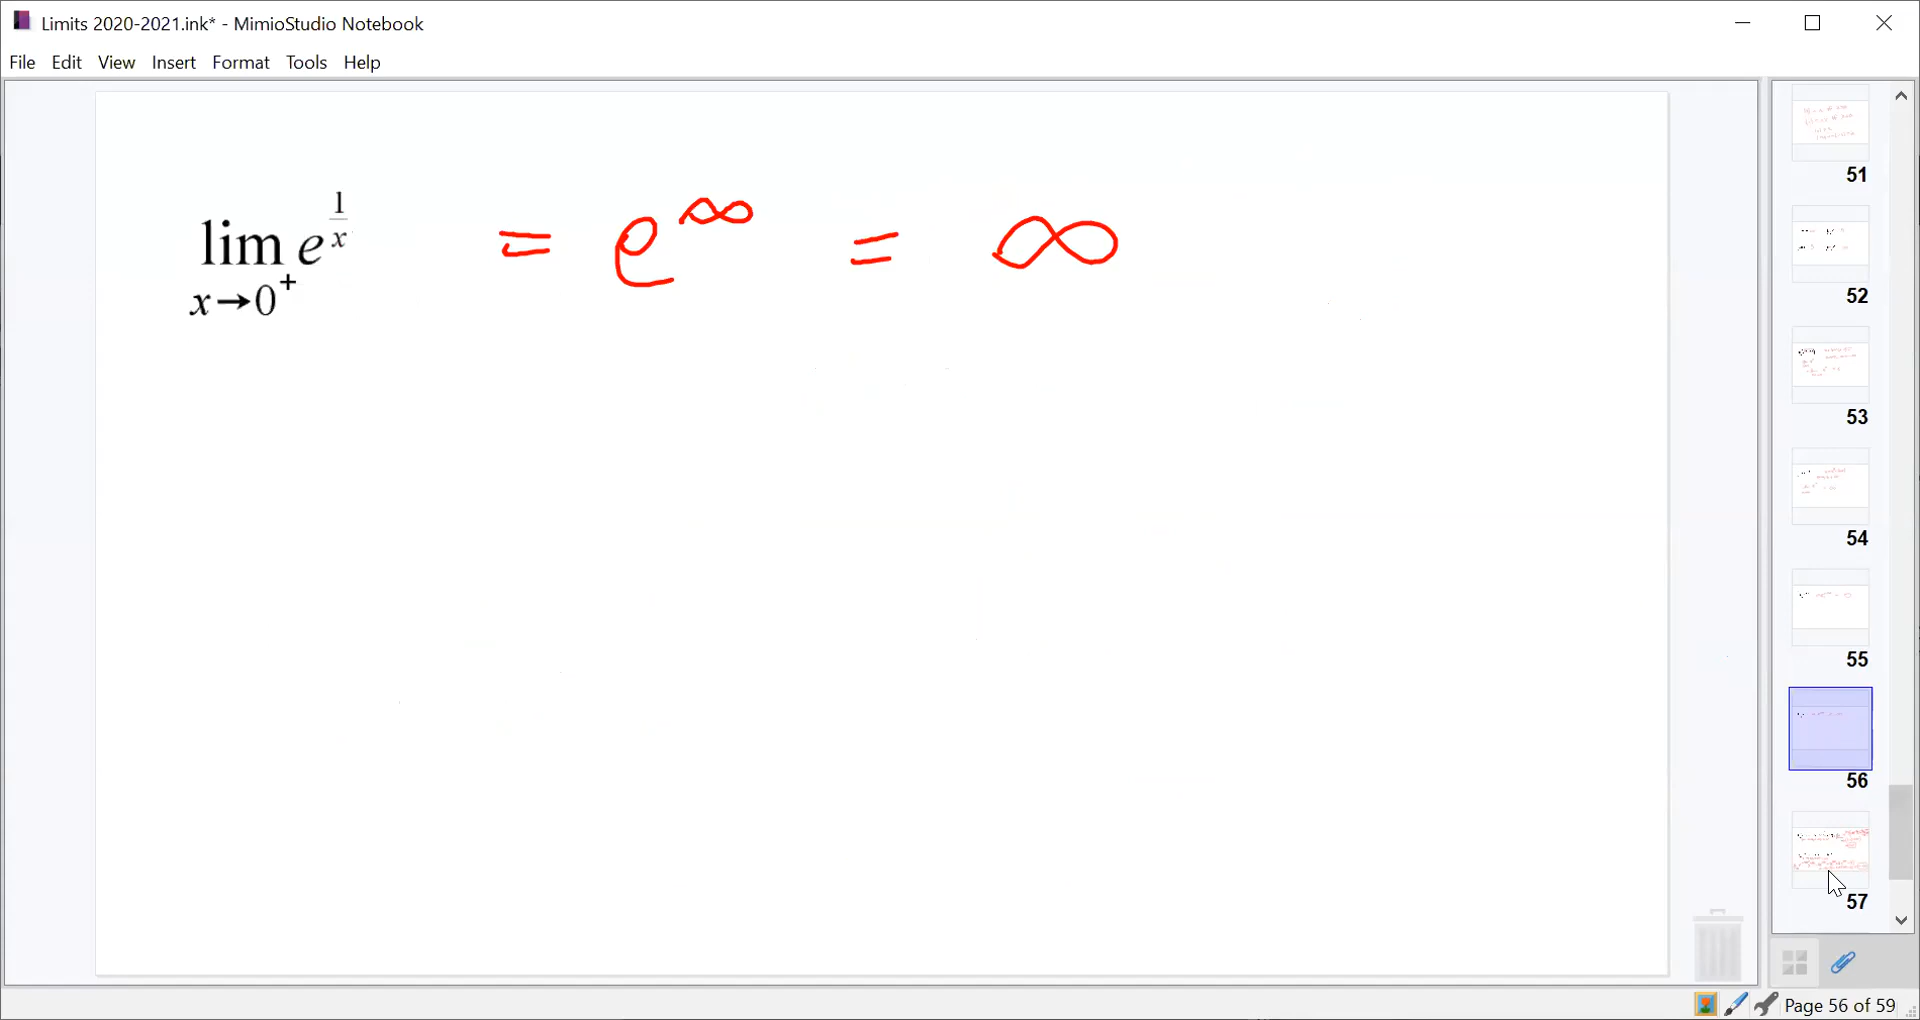 Limits 2020-2021.ink* - MimioStudio Notebook
File Edit View Insert Format Tools Help
lim x→0⁺ e^(1/x) = e^∞ = ∞
51
52
53
54
55
56
57
Page 56 of 59